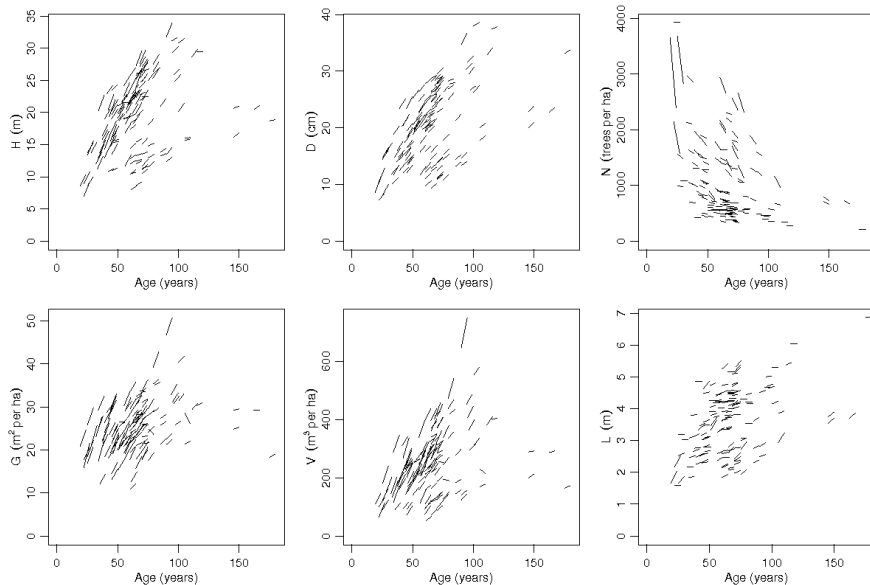 H (m)
0 5 10 15 20 25 30 35
0 50 100 150
Age (years)
D (cm)
0 10 20 30 40
0 50 100 150
Age (years)
N (trees per ha)
0 1000 2000 3000 4000
0 50 100 150
Age (years)
G (m² per ha)
0 10 20 30 40 50
0 50 100 150
Age (years)
V (m³ per ha)
0 200 400 600
0 50 100 150
Age (years)
L (m)
0 1 2 3 4 5 6 7
0 50 100 150
Age (years)